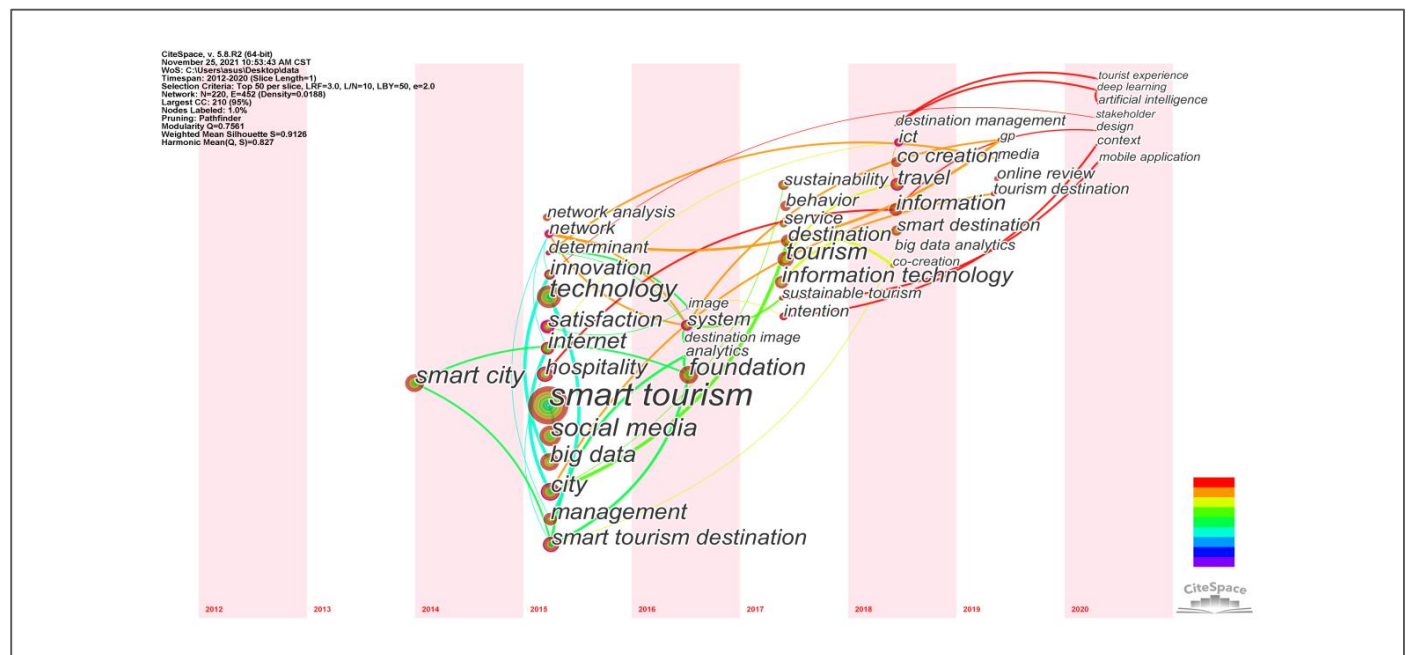 CiteSpace, v. 5.8.R2 (64-bit)
November 25, 2021 10:53:43 AM CST
WoS: C:\Users\asus\Desktop\data
Timespan: 2012-2020 (Slice Length=1)
Selection Criteria: Top 50 per slice, LRF=3.0, L/N=10, LBY=50, e=2.0
Network: N=220, E=452 (Density=0.0188)
Largest CC: 210 (95%)
Nodes Labeled: 1.0%
Pruning: Pathfinder
Modularity Q=0.7561
Weighted Mean Silhouette S=0.9126
Harmonic Mean(Q, S)=0.827
smart city
network analysis
network
determinant
innovation
technology
satisfaction
internet
hospitality
smart tourism
social media
big data
city
management
smart tourism destination
image
system
destination image
analytics
foundation
sustainability
behavior
service
destination
tourism
information technology
sustainable tourism
intention
destination management
ict
co creation
travel
information
smart destination
big data analytics
co-creation
gp
media
online review
tourism destination
tourist experience
deep learning
artificial intelligence
stakeholder
design
context
mobile application
2012
2013
2014
2015
2016
2017
2018
2019
2020
CiteSpace